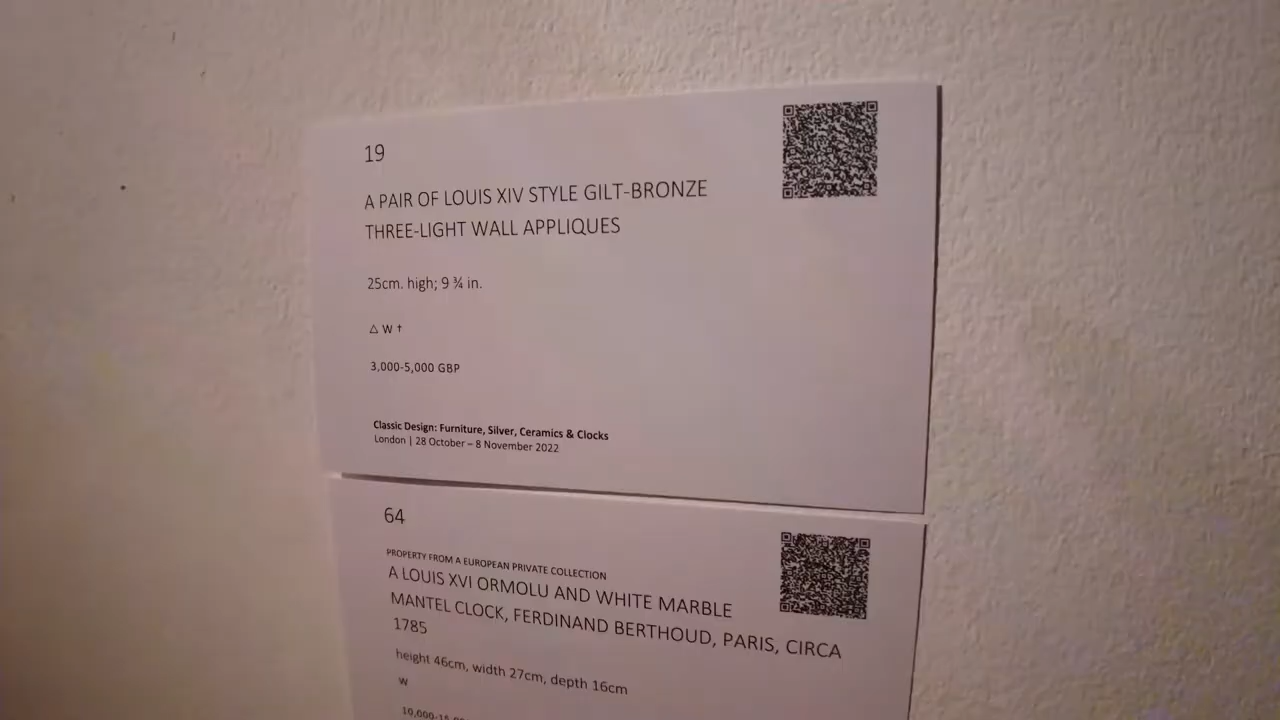 19
A PAIR OF LOUIS XIV STYLE GILT-BRONZE
THREE-LIGHT WALL APPLIQUES
25cm. high; 9 ¾ in.
△ W †
3,000-5,000 GBP
Classic Design: Furniture, Silver, Ceramics & Clocks
London | 28 October – 8 November 2022
64
PROPERTY FROM A EUROPEAN PRIVATE COLLECTION
A LOUIS XVI ORMOLU AND WHITE MARBLE
MANTEL CLOCK, FERDINAND BERTHOUD, PARIS, CIRCA
1785
height 46cm, width 27cm, depth 16cm
W